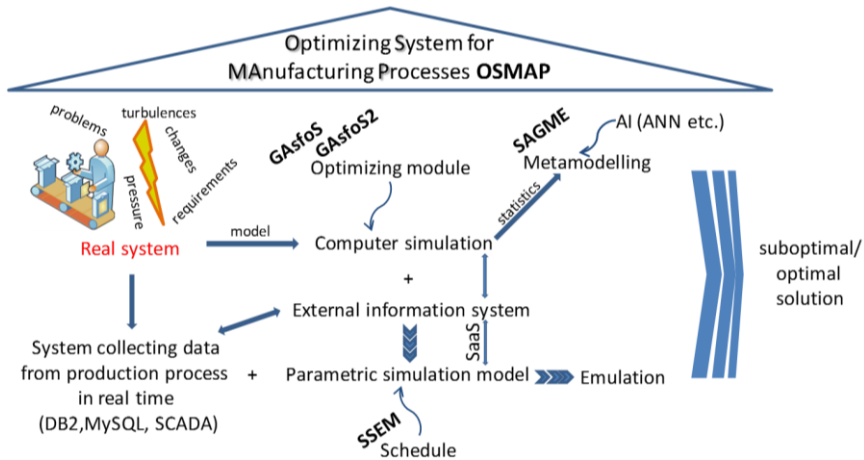 Optimizing System for
MAnufacturing Processes OSMAP
problems
turbulences
changes
pressure
requirements
GAsfoS
GAsfoS2
Optimizing module
SAGME
AI (ANN etc.)
Metamodelling
statistics
Real system
model
Computer simulation
+
External information system
suboptimal/
optimal
solution
System collecting data
from production process
in real time
(DB2,MySQL, SCADA)
+
SaaS
Parametric simulation model
Emulation
SSEM
Schedule